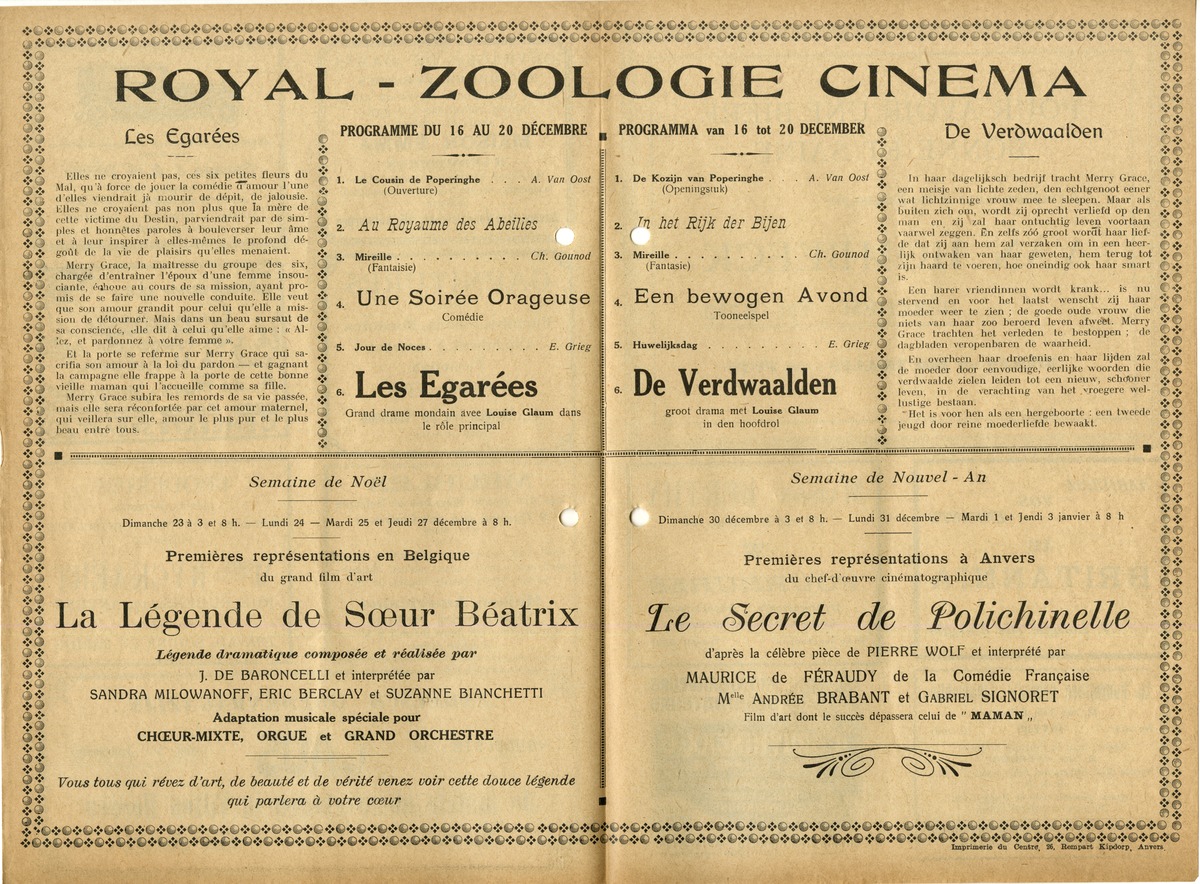 ROYAL - ZOOLOGIE CINEMA
Les Egarées
Elles ne croyaient pas, ces six petites fleurs du
Mal, qu'à force de jouer la comédie d'amour l'une
d'elles viendrait jà mourir de dépit, de jalousie.
Elles ne croyaient pas non plus que la mère de
cette victime du Destin, parviendrait par de sim-
ples et honnêtes paroles à bouleverser leur âme
et à leur inspirer à elles-mêmes le profond dé-
goût de la vie de plaisirs qu'elles menaient.
Merry Grace, la maîtresse du groupe des six,
chargée d'entraîner l'époux d'une femme insou-
ciante, échoue au cours de sa mission, ayant pro-
mis de se faire une nouvelle conduite. Elle veut
que son amour grandit pour celui qu'elle a mis-
sion de détourner. Mais dans un beau sursaut de
sa conscience, elle dit à celui qu'elle aime : « Al-
lez, et pardonnez à votre femme ».
Et la porte se referme sur Merry Grace qui sa-
crifia son amour à la loi du pardon — et gagnant
la campagne elle frappe à la porte de cette bonne
vieille maman qui l'accueille comme sa fille.
Merry Grace subira les remords de sa vie passée,
mais elle sera réconfortée par cet amour maternel,
qui veillera sur elle, amour le plus pur et le plus
beau entre tous.
PROGRAMME DU 16 AU 20 DÉCEMBRE
1. Le Cousin de Poperinghe . . . A. Van Oost
(Ouverture)
2. Au Royaume des Abeilles
3. Mireille . . . . . . . . . Ch. Gounod
(Fantaisie)
4. Une Soirée Orageuse
Comédie
5. Jour de Noces . . . . . . . . . E. Grieg
6. Les Egarées
Grand drame mondain avec Louise Glaum dans
le rôle principal
PROGRAMMA van 16 tot 20 DECEMBER
1. De Kozijn van Poperinghe . . . A. Van Oost
(Openingstuk)
2. In het Rijk der Bijen
3. Mireille . . . . . . . . . Ch. Gounod
(Fantasie)
4. Een bewogen Avond
Tooneelspel
5. Huwelijksdag . . . . . . . . . E. Grieg
6. De Verdwaalden
groot drama met Louise Glaum
in den hoofdrol
De Verdwaalden
In haar dagelijksch bedrijf tracht Merry Grace,
een meisje van lichte zeden, den echtgenoot eener
wat lichtzinnige vrouw mee te sleepen. Maar als
buiten zich om, wordt zij oprecht verliefd op den
man en zij zal haar ontuchtig leven voortaan
vaarwel zeggen. En zelfs zóó groot wordt haar lief-
de dat zij aan hem zal verzaken om in een heer-
lijk ontwaken van haar geweten, hem terug tot
zijn haard te voeren, hoe oneindig ook haar smart
is.
Een harer vriendinnen wordt krank... is nu
stervend en voor het laatst wenscht zij haar
moeder weer te zien ; de goede oude vrouw die
niets van haar zoo beroerd leven afweet. Merry
Grace trachten het verleden te bestoppen ; de
dagbladen veropenbaren de waarheid.
En overheen haar droefenis en haar lijden zal
de moeder door eenvoudige, eerlijke woorden die
verdwaalde zielen leiden tot een nieuw, schooner
leven, in de verachting van het vroegere wel-
lustige bestaan.
"Het is voor hen als een hergeboorte : een tweede
jeugd door reine moederliefde bewaakt.
Semaine de Noël
Dimanche 23 à 3 et 8 h. — Lundi 24 — Mardi 25 et Jeudi 27 décembre à 8 h.
Premières représentations en Belgique
du grand film d'art
La Légende de Sœur Béatrix
Légende dramatique composée et réalisée par
J. DE BARONCELLI et interprétée par
SANDRA MILOWANOFF, ERIC BERCLAY et SUZANNE BIANCHETTI
Adaptation musicale spéciale pour
CHŒUR-MIXTE, ORGUE et GRAND ORCHESTRE
Vous tous qui rêvez d'art, de beauté et de vérité venez voir cette douce légende
qui parlera à votre cœur
Semaine de Nouvel - An
Dimanche 30 décembre à 3 et 8 h. — Lundi 31 décembre — Mardi 1 et Jendi 3 janvier à 8 h
Premières représentations à Anvers
du chef-d'œuvre cinématographique
Le Secret de Polichinelle
d'après la célèbre pièce de PIERRE WOLF et interprété par
MAURICE de FÉRAUDY de la Comédie Française
Melle ANDRÉE BRABANT et GABRIEL SIGNORET
Film d'art dont le succès dépassera celui de " MAMAN „
Imprimerie du Centre, 26, Rempart Kipdorp, Anvers